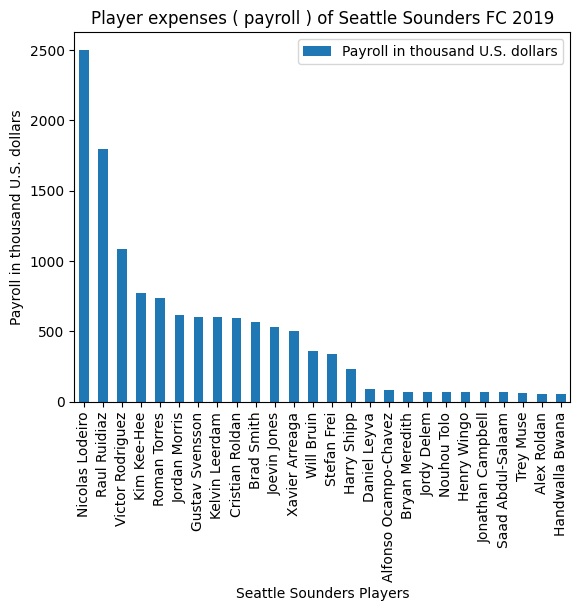 Player expenses ( payroll ) of Seattle Sounders FC 2019
Payroll in thousand U.S. dollars
Payroll in thousand U.S. dollars
2500
2000
1500
1000
500
0
Nicolas Lodeiro
Raul Ruidiaz
Victor Rodriguez
Kim Kee-Hee
Roman Torres
Jordan Morris
Gustav Svensson
Kelvin Leerdam
Cristian Roldan
Brad Smith
Joevin Jones
Xavier Arreaga
Will Bruin
Stefan Frei
Harry Shipp
Daniel Leyva
Alfonso Ocampo-Chavez
Bryan Meredith
Jordy Delem
Nouhou Tolo
Henry Wingo
Jonathan Campbell
Saad Abdul-Salaam
Trey Muse
Alex Roldan
Handwalla Bwana
Seattle Sounders Players